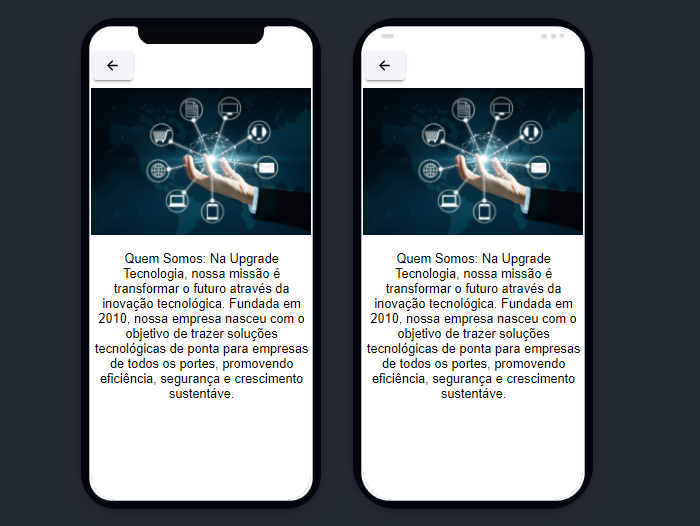 Quem Somos: Na Upgrade
Tecnologia, nossa missão é
transformar o futuro através da
inovação tecnológica. Fundada em
2010, nossa empresa nasceu com o
objetivo de trazer soluções
tecnológicas de ponta para empresas
de todos os portes, promovendo
eficiência, segurança e crescimento
sustentáve.
Quem Somos: Na Upgrade
Tecnologia, nossa missão é
transformar o futuro através da
inovação tecnológica. Fundada em
2010, nossa empresa nasceu com o
objetivo de trazer soluções
tecnológicas de ponta para empresas
de todos os portes, promovendo
eficiência, segurança e crescimento
sustentáve.